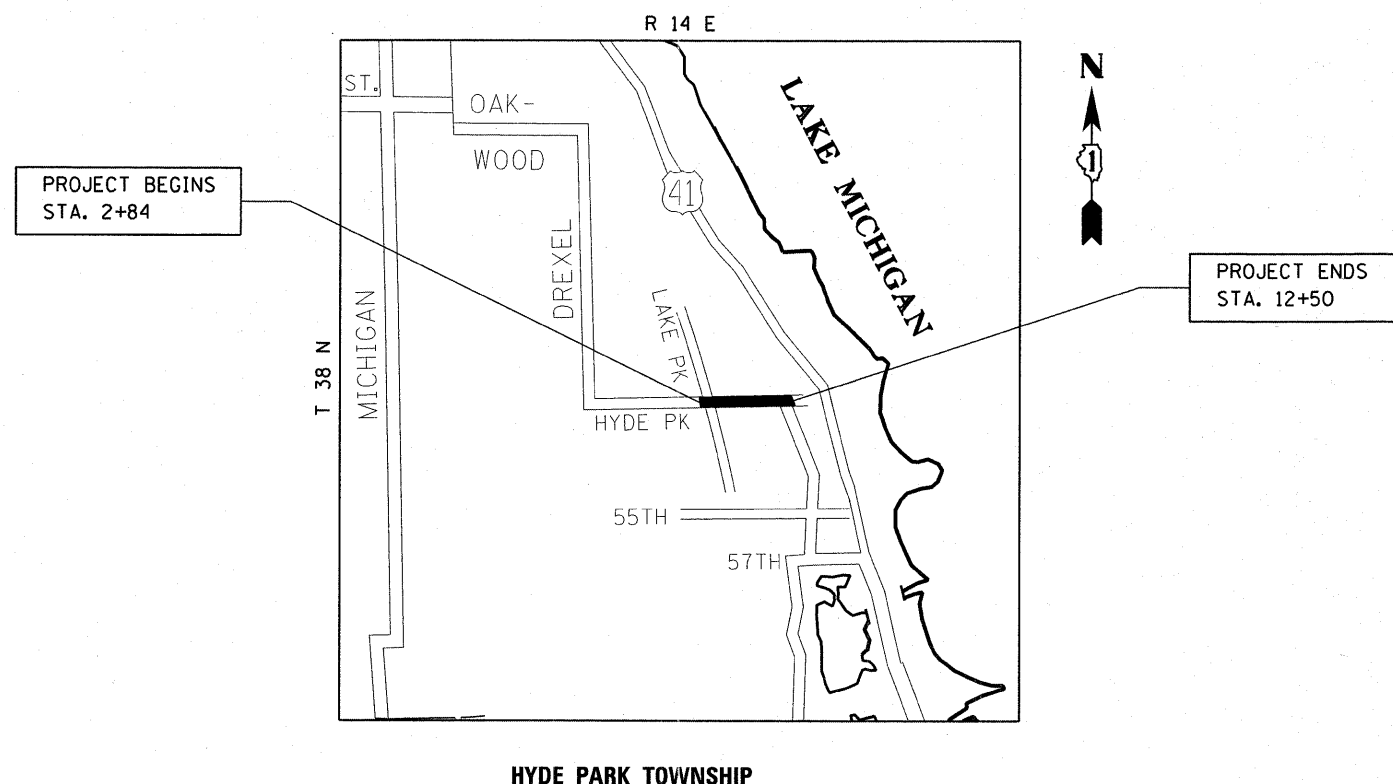 R 14 E
N
1
ST.
OAK-
WOOD
41
LAKE MICHIGAN
PROJECT BEGINS
STA. 2+84
DREXEL
LAKE PK
MICHIGAN
T 38 N
PROJECT ENDS
STA. 12+50
HYDE PK
55TH
57TH
HYDE PARK TOWNSHIP